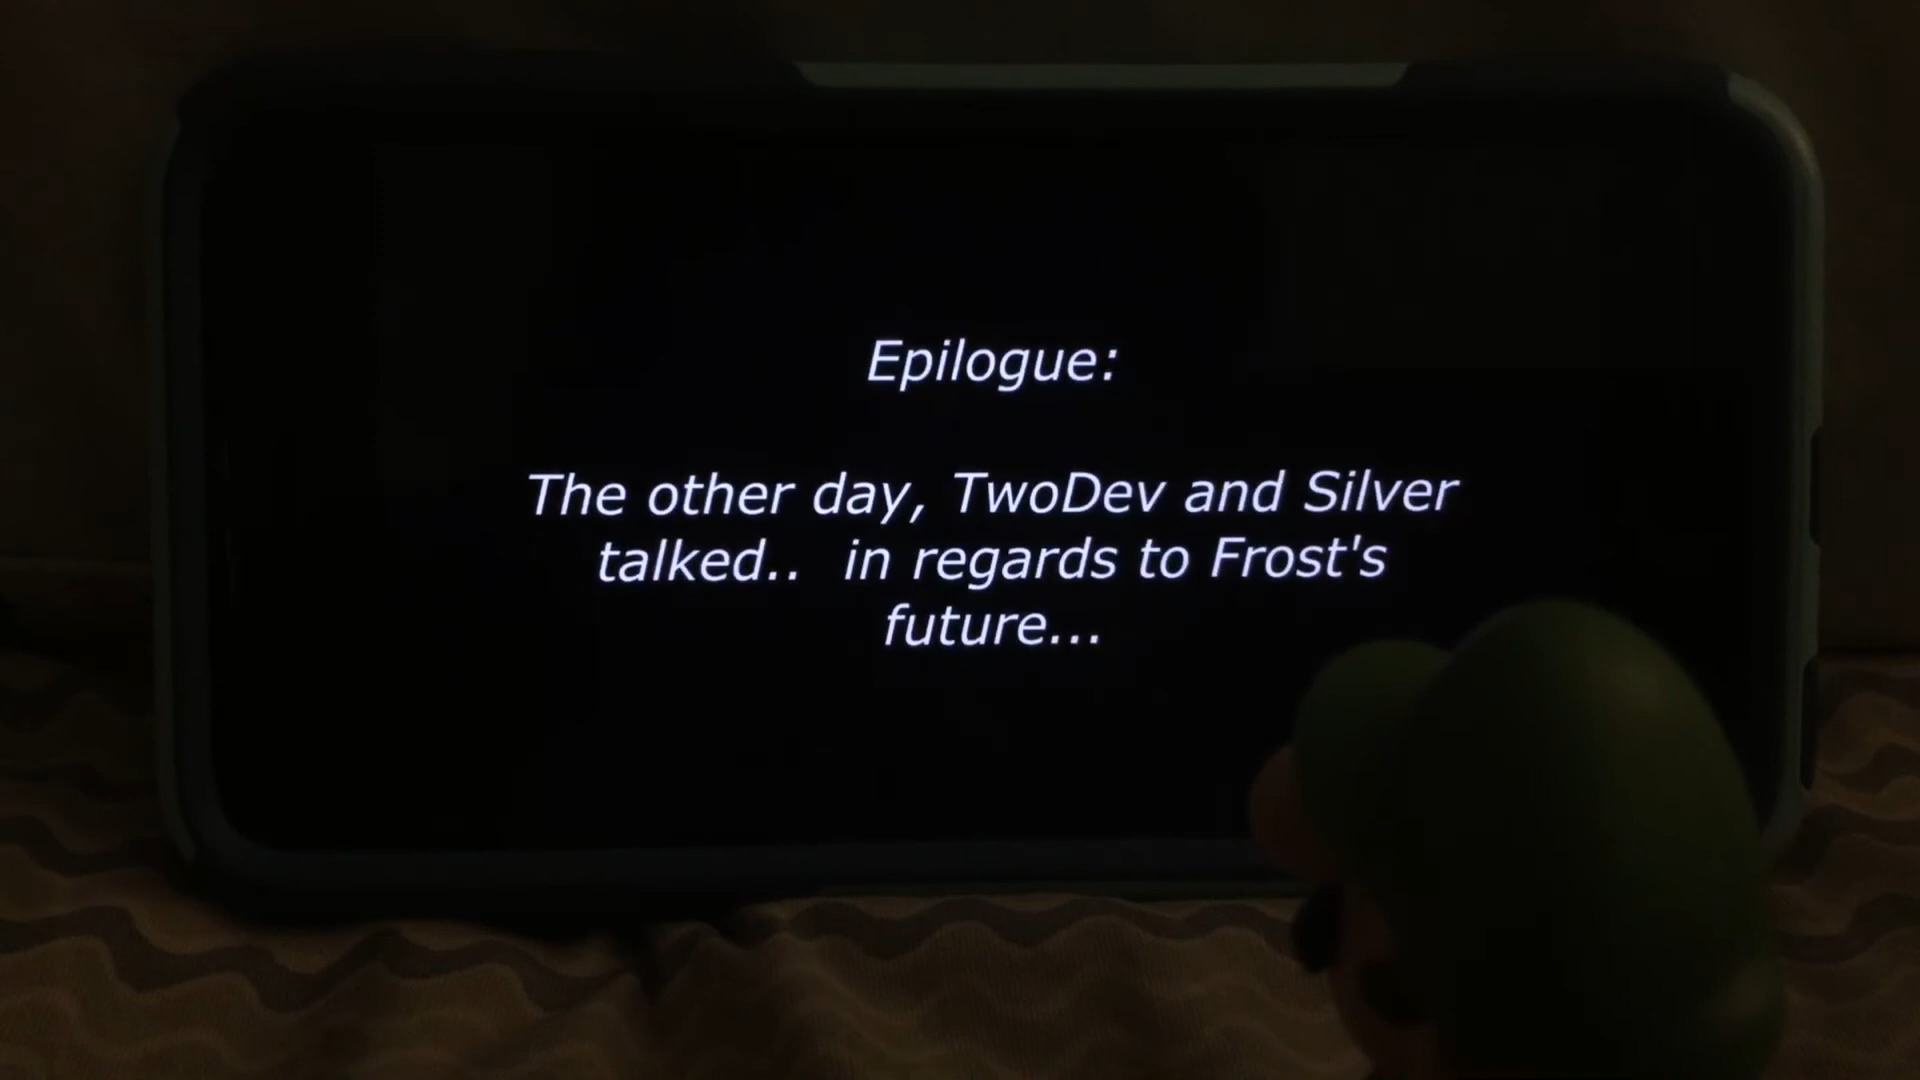 Epilogue:
The other day, TwoDev and Silver
talked..  in regards to Frost's
future...